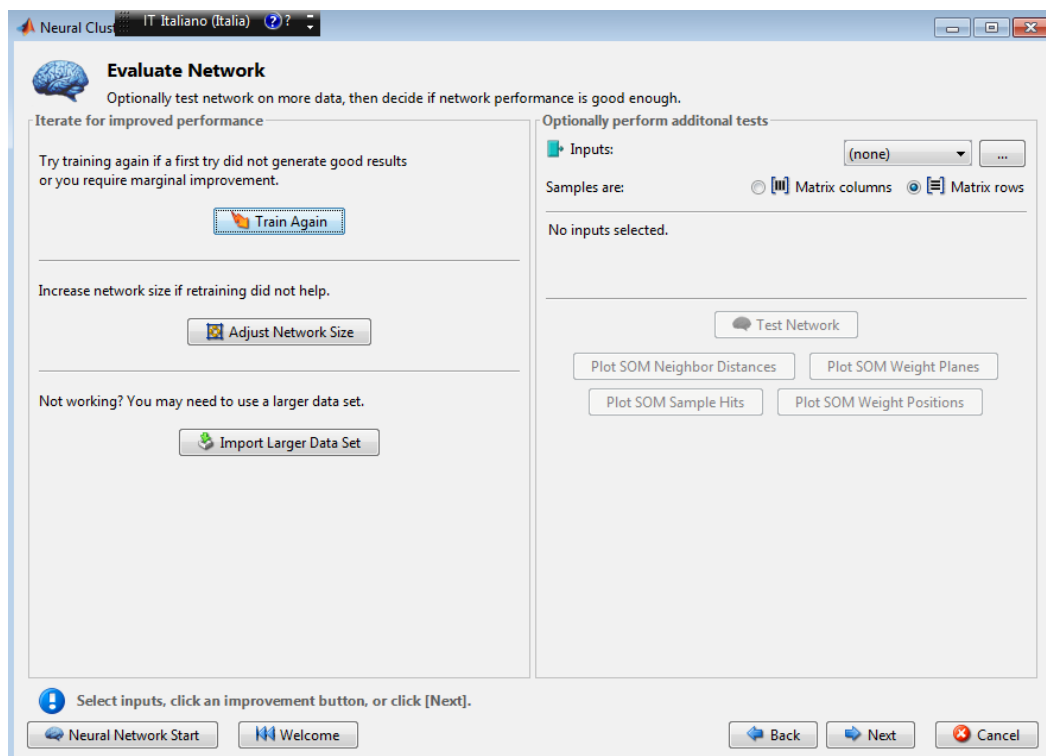 Neural Clus
IT Italiano (Italia) ? ?
Evaluate Network
Optionally test network on more data, then decide if network performance is good enough.
Iterate for improved performance
Try training again if a first try did not generate good results
or you require marginal improvement.
Train Again
Increase network size if retraining did not help.
Adjust Network Size
Not working? You may need to use a larger data set.
Import Larger Data Set
Optionally perform additonal tests
Inputs:
(none)
...
Samples are:
Matrix columns
Matrix rows
No inputs selected.
Test Network
Plot SOM Neighbor Distances
Plot SOM Weight Planes
Plot SOM Sample Hits
Plot SOM Weight Positions
Select inputs, click an improvement button, or click [Next].
Neural Network Start
Welcome
Back
Next
Cancel